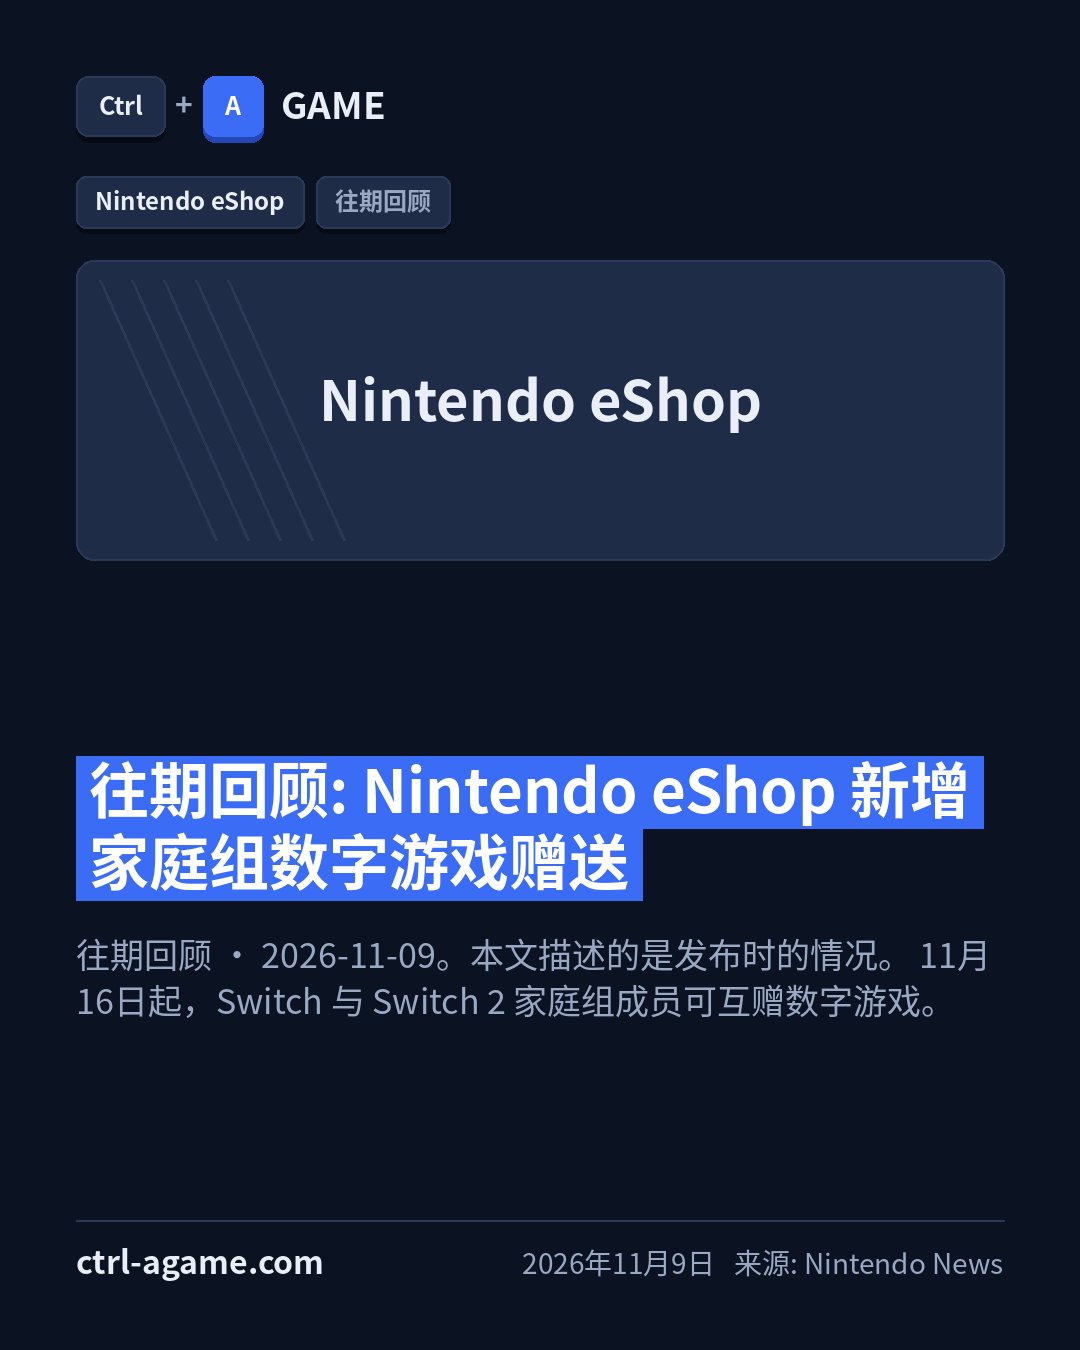 Ctrl + A GAME
Nintendo eShop 往期回顾
Nintendo eShop
往期回顾: Nintendo eShop 新增
家庭组数字游戏赠送
往期回顾 · 2026-11-09。本文描述的是发布时的情况。 11月
16日起，Switch 与 Switch 2 家庭组成员可互赠数字游戏。
ctrl-agame.com 2026年11月9日 来源: Nintendo News